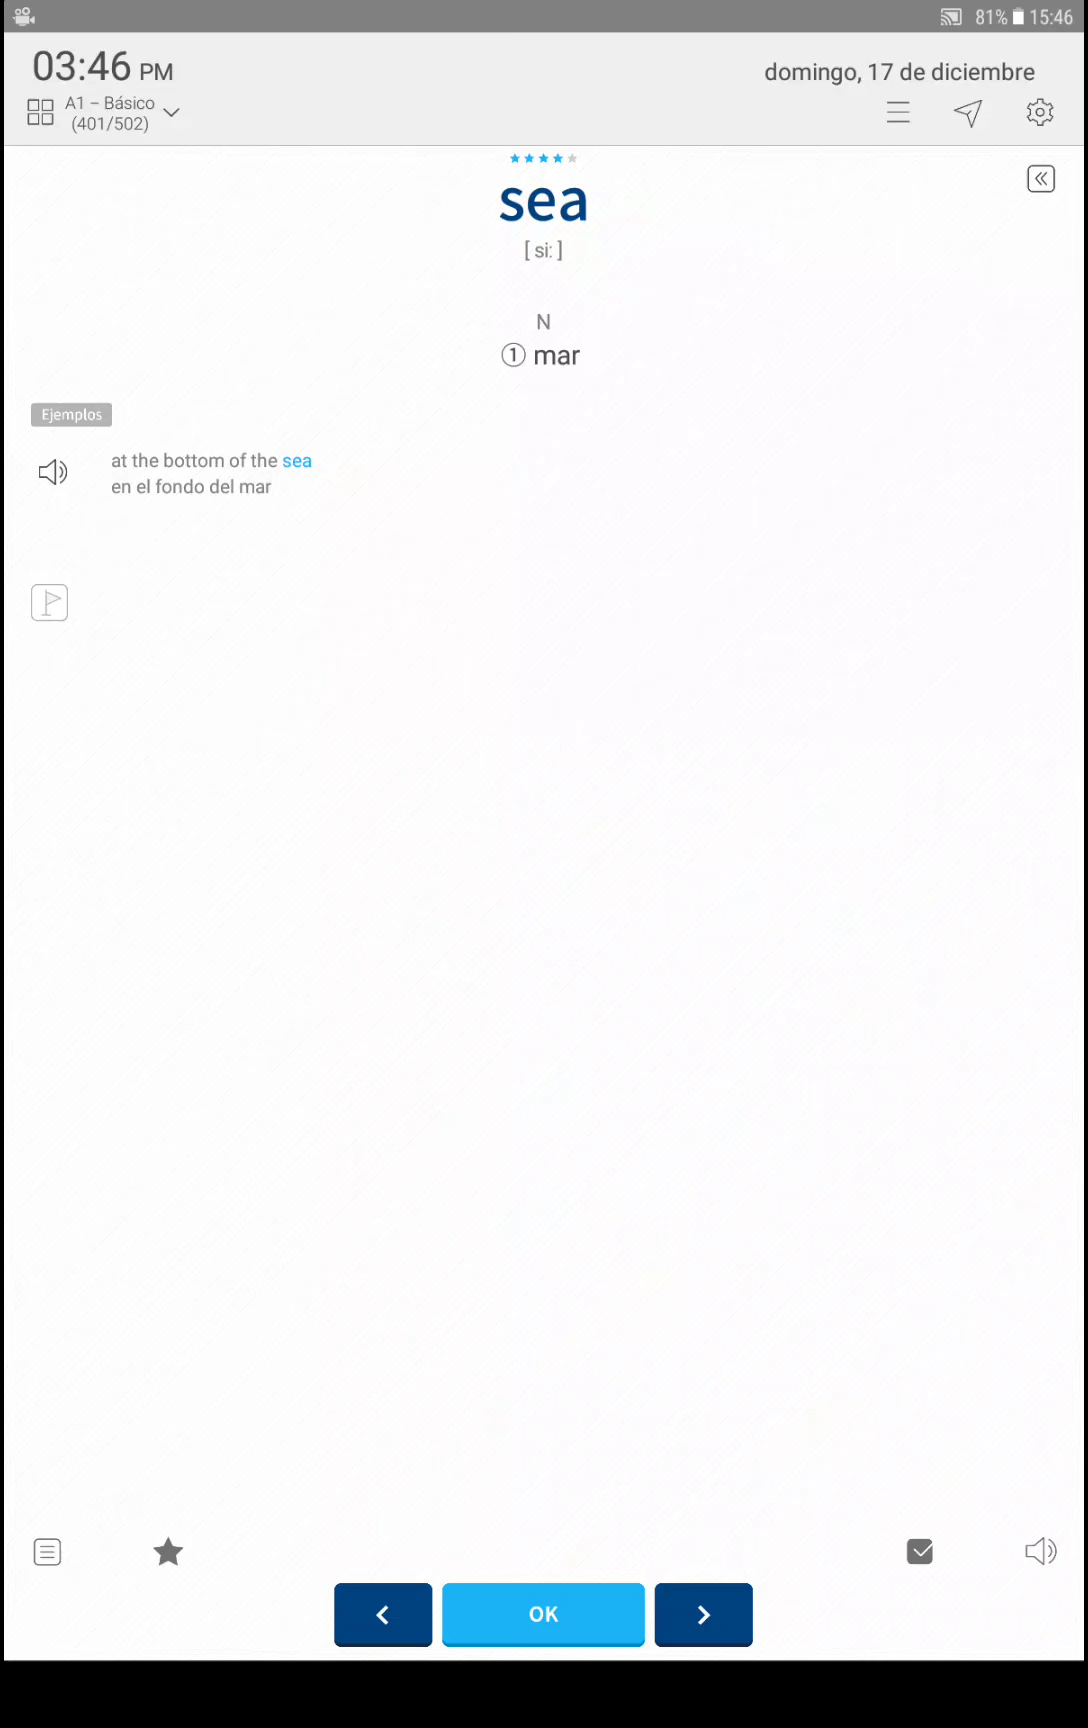 81% 15:46
03:46 PM
domingo, 17 de diciembre
A1 – Básico
(401/502)
sea
[ si: ]
N
① mar
Ejemplos
at the bottom of the sea
en el fondo del mar
OK